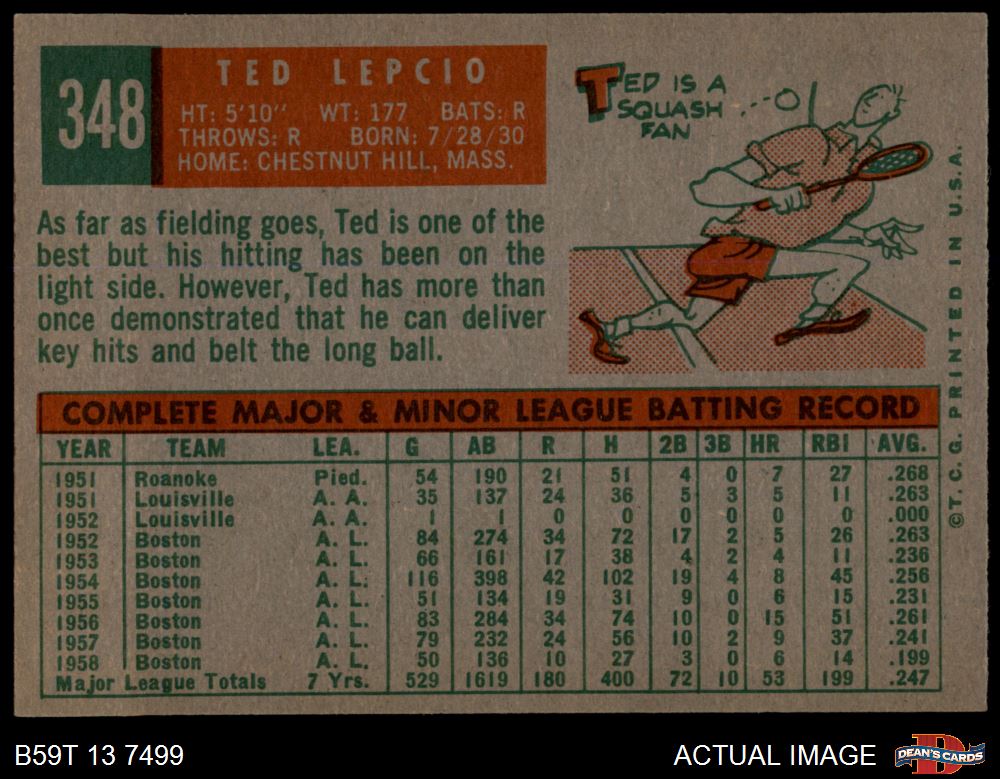 348
TED LEPCIO
HT: 5'10" WT: 177 BATS: R
THROWS: R BORN: 7/28/30
HOME: CHESTNUT HILL, MASS.
TED IS A
SQUASH
FAN
As far as fielding goes, Ted is one of the
best but his hitting has been on the
light side. However, Ted has more than
once demonstrated that he can deliver
key hits and belt the long ball.
COMPLETE MAJOR & MINOR LEAGUE BATTING RECORD
YEAR TEAM LEA. G AB R H 2B 3B HR RBI AVG.
1951 Roanoke Pied. 54 190 21 51 4 0 7 27 .268
1951 Louisville A. A. 35 137 24 36 5 3 5 11 .263
1952 Louisville A. A. 1 1 0 0 0 0 0 0 .000
1952 Boston A. L. 84 274 34 72 17 2 5 26 .263
1953 Boston A. L. 66 161 17 38 4 2 4 11 .236
1954 Boston A. L. 116 398 42 102 19 4 8 45 .256
1955 Boston A. L. 51 134 19 31 9 0 6 15 .231
1956 Boston A. L. 83 284 34 74 10 0 15 51 .261
1957 Boston A. L. 79 232 24 56 10 2 9 37 .241
1958 Boston A. L. 50 136 10 27 3 0 6 14 .199
Major League Totals 7 Yrs. 529 1619 180 400 72 10 53 199 .247
©T. C. G. PRINTED IN U.S.A.
B59T 13 7499
ACTUAL IMAGE
DEAN'S CARDS